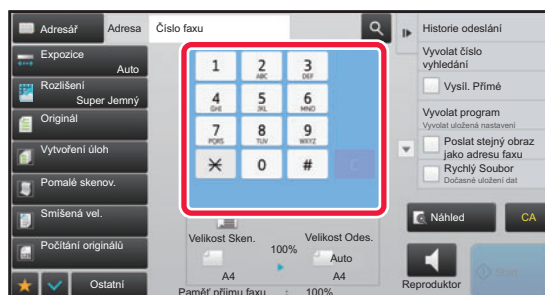 Adresář
Adresa
Číslo faxu
Expozice
Auto
Rozlišení
Super Jemný
Originál
Vytvoření úloh
Pomalé skenov.
Smíšená vel.
Počítání originálů
Ostatní
1
2
ABC
3
DEF
4
GHI
5
JKL
6
MNO
7
PQRS
8
TUV
9
WXYZ
0
#
C
Velikost Sken.
100%
Velikost Odes.
Auto
A4
A4
Paměť příjmu faxu : 100%
Historie odeslání
Vyvolat číslo
vyhledání
Vysíl. Přímé
Vyvolat program
Vyvolat uložená nastavení
Poslat stejný obraz
jako adresu faxu
Rychlý Soubor
Dočasné uložení dat
Náhled
CA
Reproduktor
Start